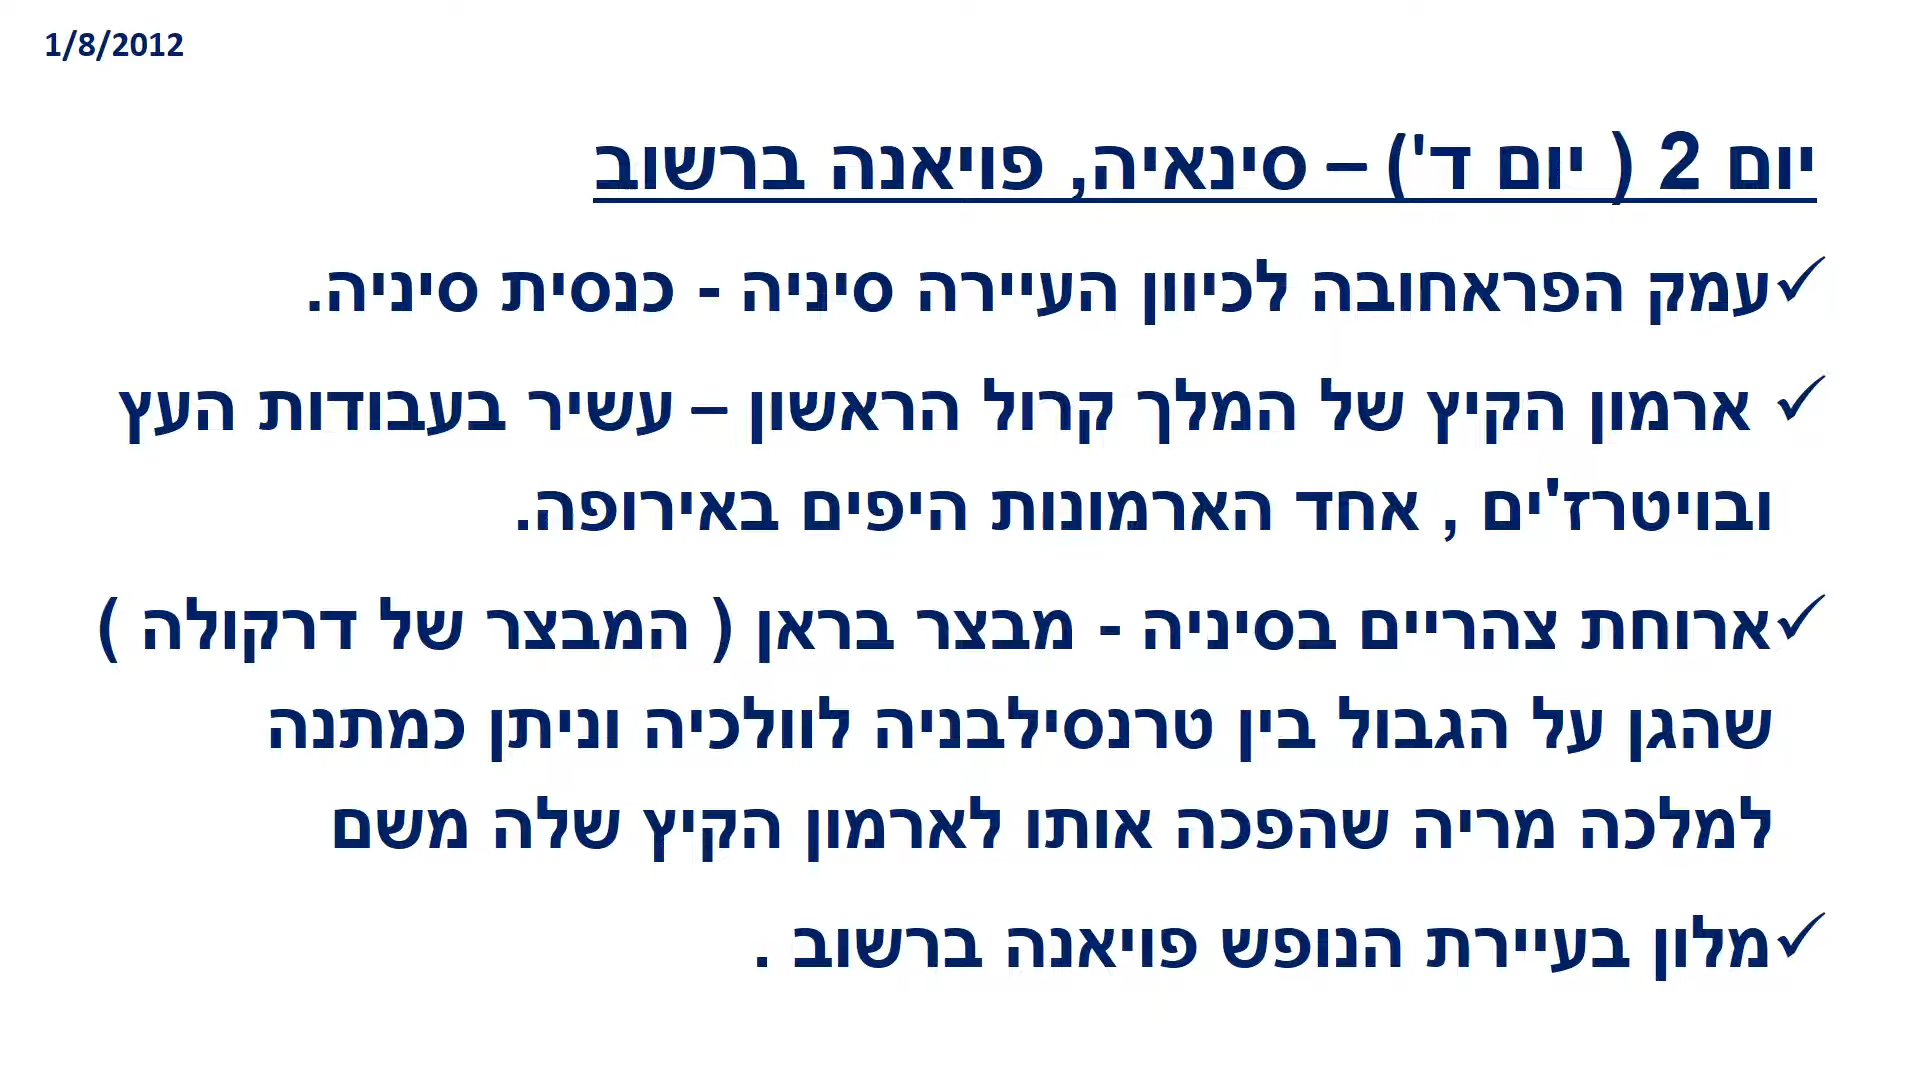 1/8/2012
יום 2 ( יום ד') – סינאיה, פויאנה ברשוב
✓עמק הפראחובה לכיוון העיירה סיניה - כנסית סיניה.
✓ ארמון הקיץ של המלך קרול הראשון – עשיר בעבודות העץ
ובויטרז'ים , אחד הארמונות היפים באירופה.
✓ארוחת צהריים בסיניה - מבצר בראן ( המבצר של דרקולה )
שהגן על הגבול בין טרנסילבניה לוולכיה וניתן כמתנה
למלכה מריה שהפכה אותו לארמון הקיץ שלה משם
✓מלון בעיירת הנופש פויאנה ברשוב .